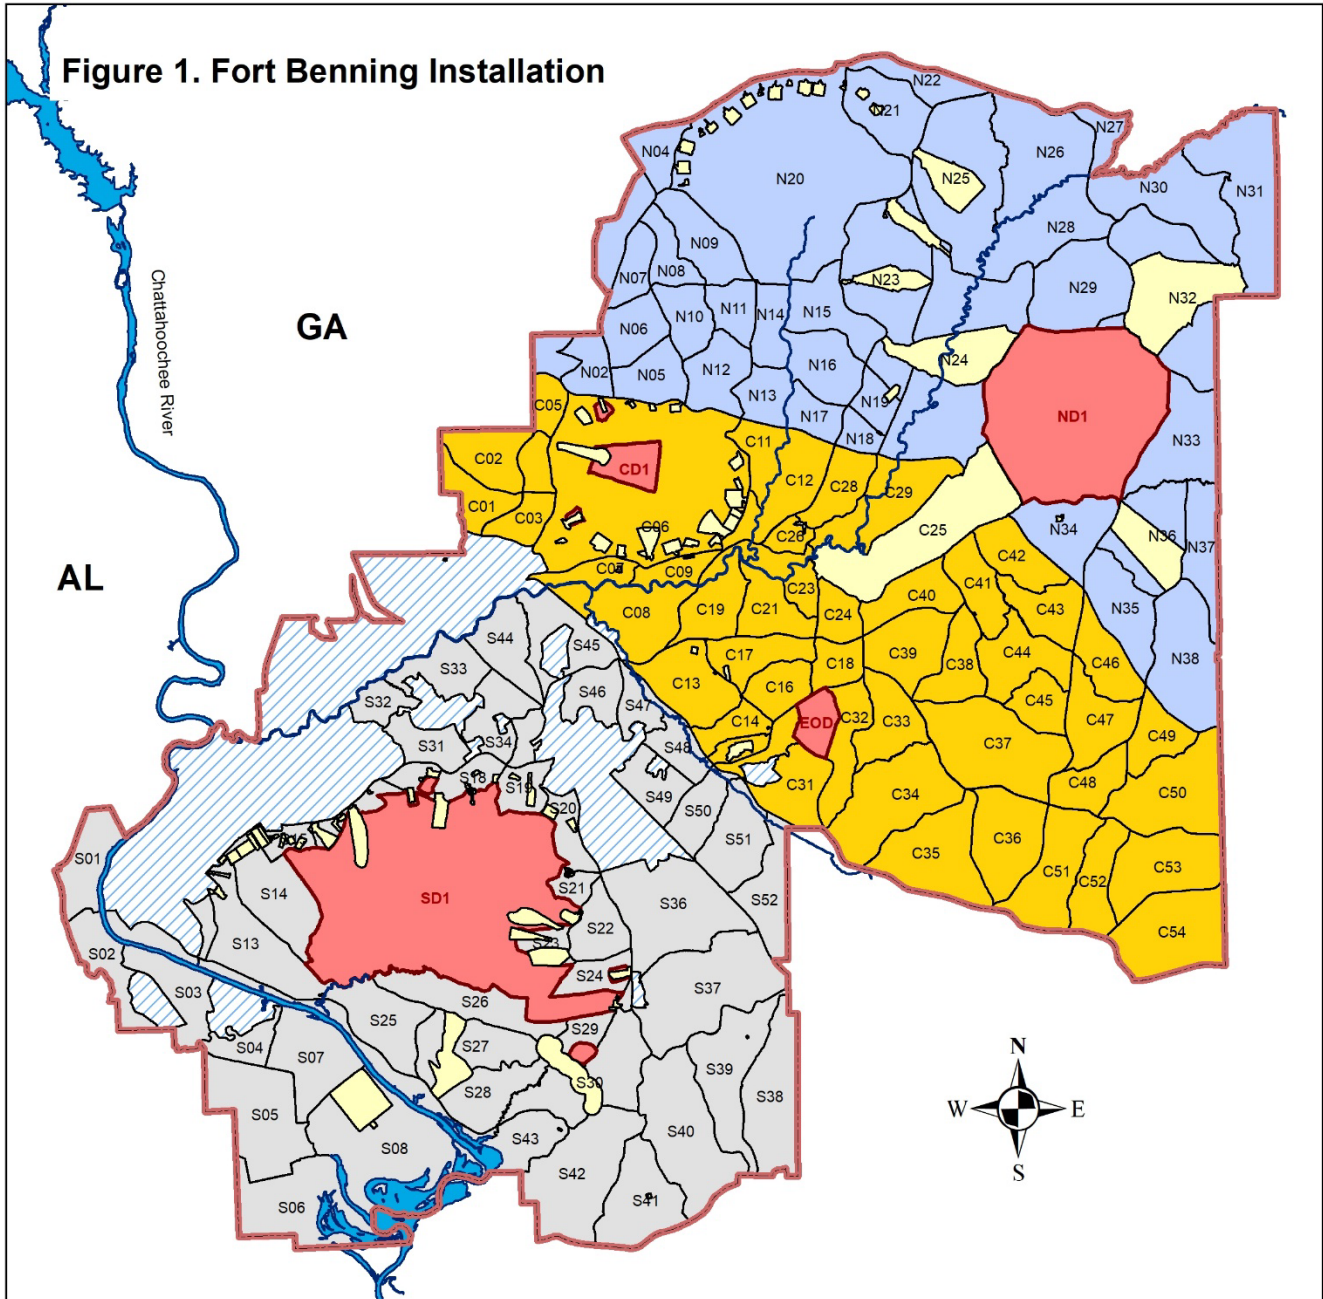 Figure 1. Fort Benning Installation
N22
N21
N27
N04
N26
N20
N25
N30
N31
N28
N09
N08
N07
N23
N29
N32
Chattahoochee River
GA
N10
N11
N14
N15
N06
N24
N16
N12
N02
N05
N13
N19
C05
N17
ND1
N18
N33
C11
C02
CD1
C12
C28
C29
C01
C03
C06
C25
N34
N36
N37
C26
C42
AL
C07
C09
C41
C23
C40
C08
C19
C21
C24
C43
N35
S44
S45
C17
C18
C39
C38
C44
C46
N38
S33
C13
C16
S32
S46
C45
S47
C14
EOD
C32
C33
C47
C49
S31
S34
S48
C37
S18
S19
C31
C48
S49
C34
C50
S20
S50
S15
S51
C36
C35
S01
C51
C52
C53
S14
S21
SD1
S36
S52
S22
C54
S13
S23
S02
S24
S37
S03
S26
S25
S29
S04
S27
S07
N
S39
S28
S30
S38
W
E
S05
S40
S43
S08
S42
S
S06
S41